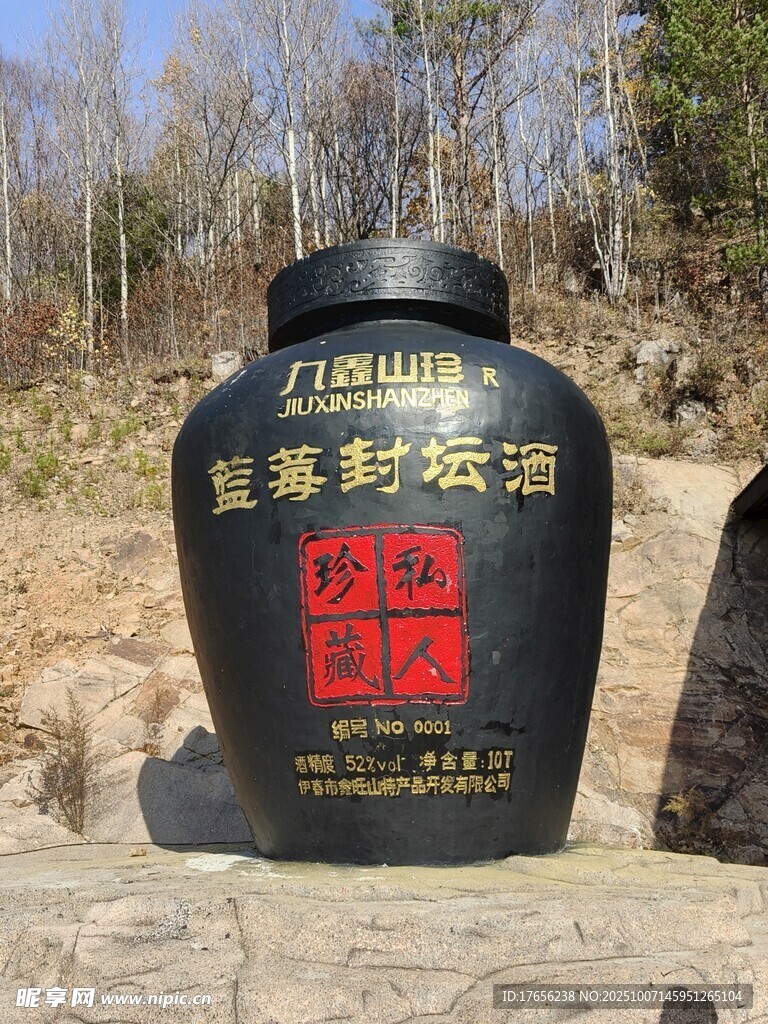 九鑫山珍 R
JIUXINSHANZHEN
蓝莓封坛酒
珍私
藏人
编号 NO 0001
酒精度 52%vol 净含量:10T
伊春市鑫旺山特产品开发有限公司
昵享网 www.nipic.cn
ID:17656238 NO:20251007145951265104